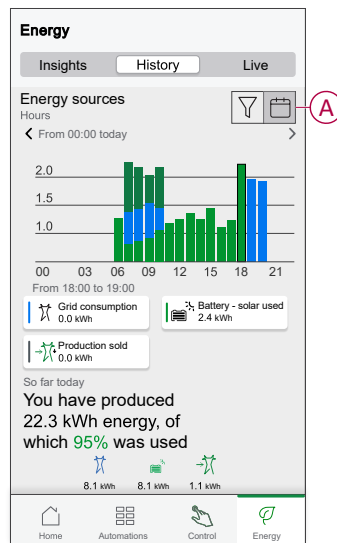 Energy
Insights History Live
Energy sources
A
Hours
From 00:00 today
2.0
1.5
1.0
00 03 06 09 12 15 18 21
From 18:00 to 19:00
Grid consumption
0.0 kWh
Battery - solar used
2.4 kWh
Production sold
0.0 kWh
So far today
You have produced
22.3 kWh energy, of
which 95% was used
8.1 kWh 8.1 kWh 1.1 kWh
Home Automations Control Energy